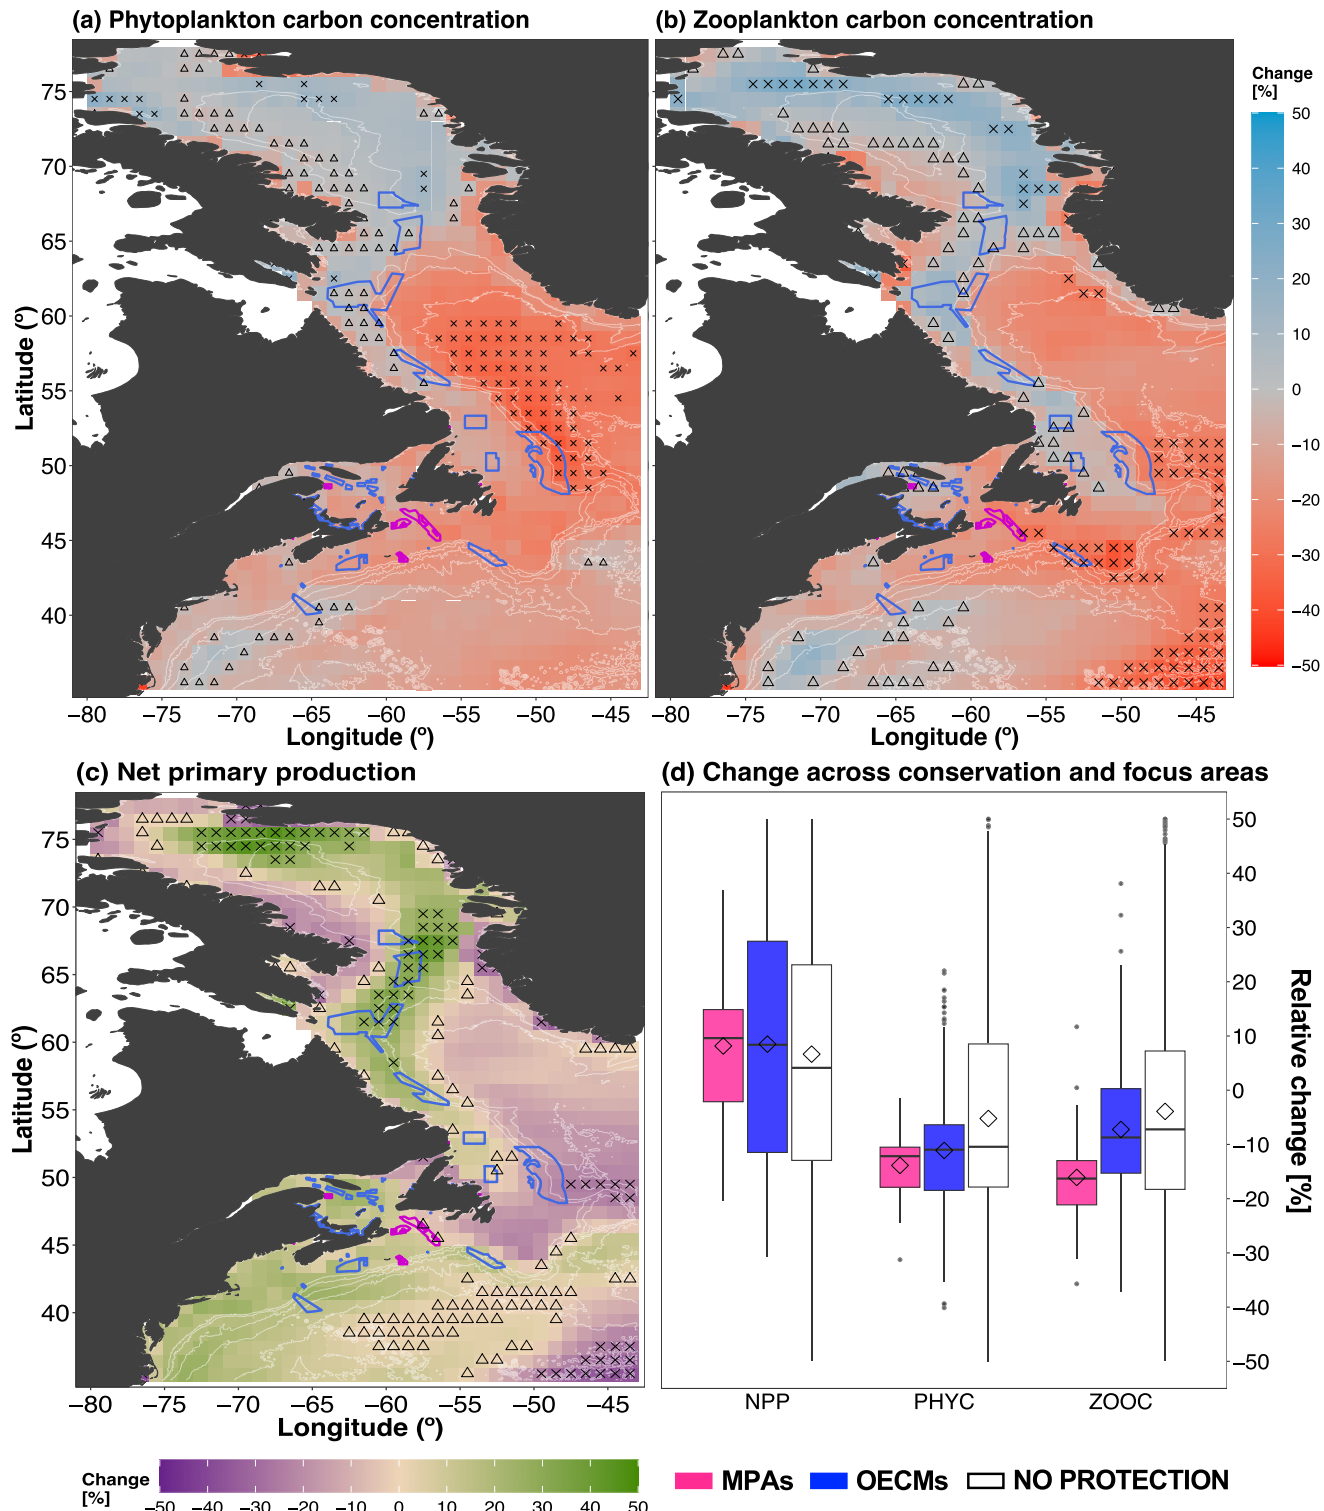 (a) Phytoplankton carbon concentration
(b) Zooplankton carbon concentration
75
70
65
60
55
50
45
40
Latitude (º)
−80 −75 −70 −65 −60 −55 −50 −45
Longitude (º)
−80 −75 −70 −65 −60 −55 −50 −45
Longitude (º)
Change
[%]
50
40
30
20
10
0
−10
−20
−30
−40
−50
(c) Net primary production
(d) Change across conservation and focus areas
75
70
65
60
55
50
45
40
Latitude (º)
−80 −75 −70 −65 −60 −55 −50 −45
Longitude (º)
50
40
30
20
10
0
−10
−20
−30
−40
−50
Relative change [%]
NPP PHYC ZOOC
Change
[%]
−50 −40 −30 −20 −10 0 10 20 30 40 50
MPAs OECMs NO PROTECTION